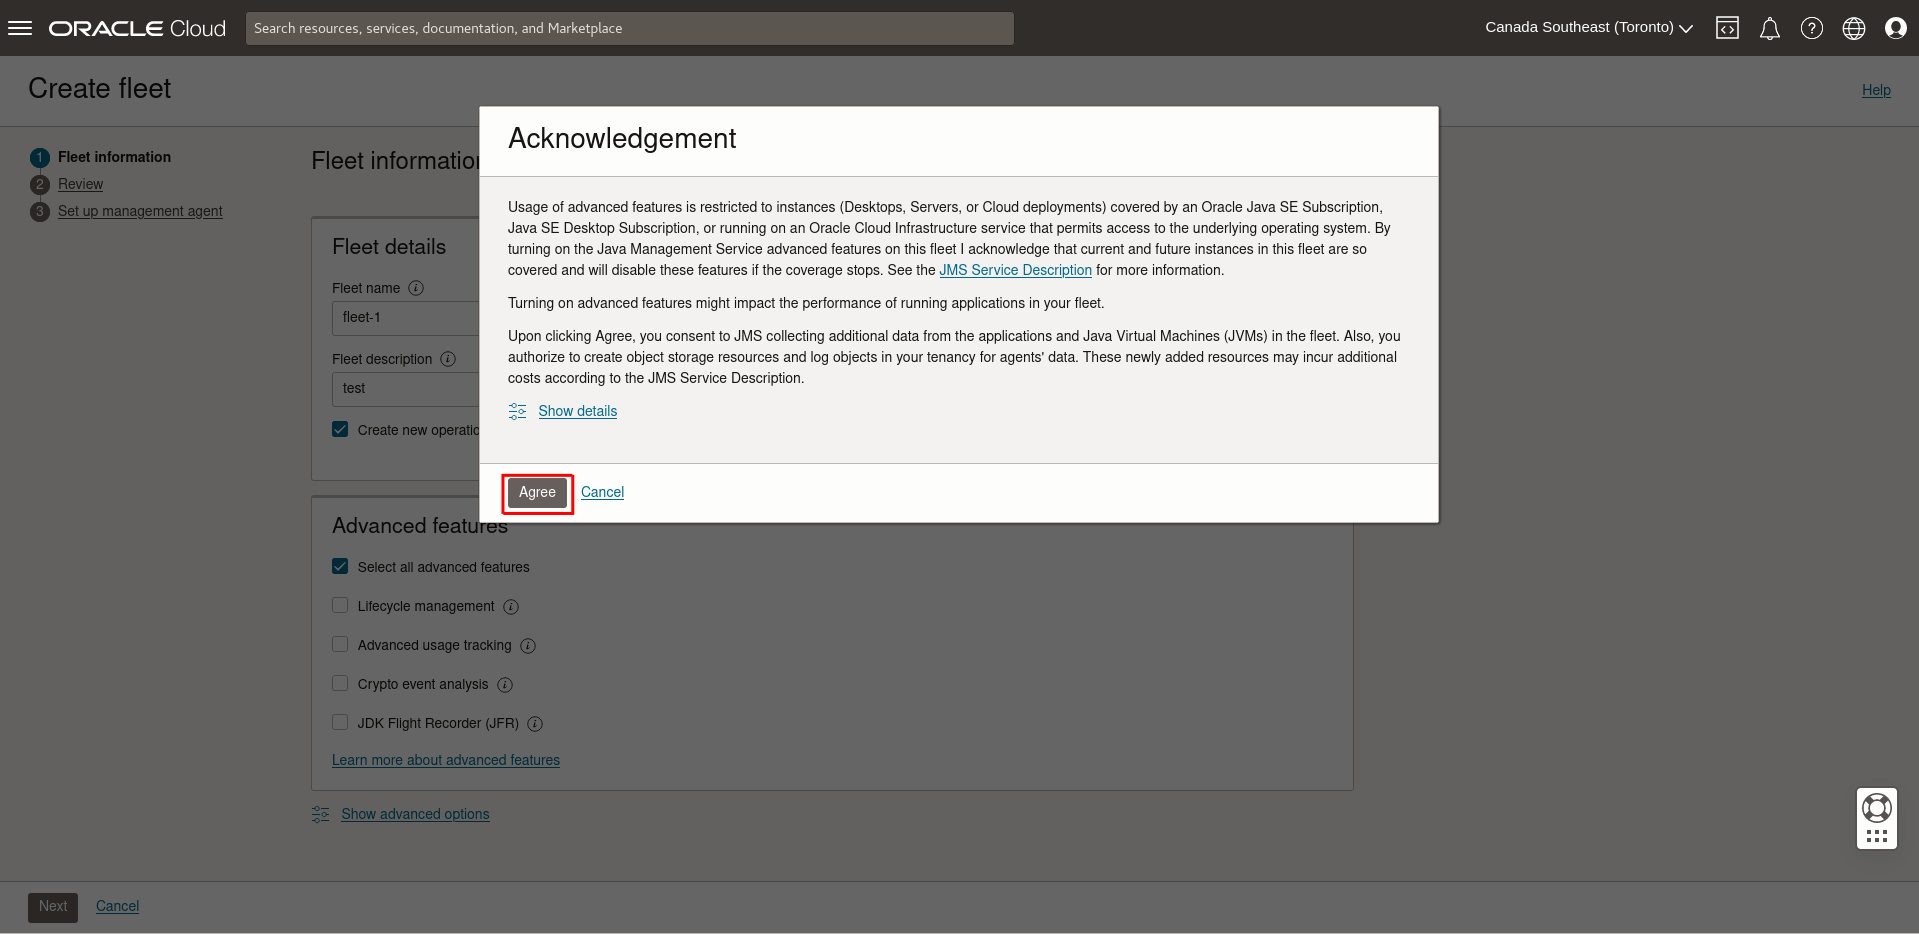 ORACLE Cloud
Search resources, services, documentation, and Marketplace
Canada Southeast (Toronto)
Create fleet
Help
1 Fleet information
2 Review
3 Set up management agent
Fleet information
Fleet details
Fleet name
fleet-1
Fleet description
test
Create new operatio
Acknowledgement
Usage of advanced features is restricted to instances (Desktops, Servers, or Cloud deployments) covered by an Oracle Java SE Subscription,
Java SE Desktop Subscription, or running on an Oracle Cloud Infrastructure service that permits access to the underlying operating system. By
turning on the Java Management Service advanced features on this fleet I acknowledge that current and future instances in this fleet are so
covered and will disable these features if the coverage stops. See the JMS Service Description for more information.
Turning on advanced features might impact the performance of running applications in your fleet.
Upon clicking Agree, you consent to JMS collecting additional data from the applications and Java Virtual Machines (JVMs) in the fleet. Also, you
authorize to create object storage resources and log objects in your tenancy for agents' data. These newly added resources may incur additional
costs according to the JMS Service Description.
Show details
Agree Cancel
Advanced features
Select all advanced features
Lifecycle management
Advanced usage tracking
Crypto event analysis
JDK Flight Recorder (JFR)
Learn more about advanced features
Show advanced options
Next Cancel